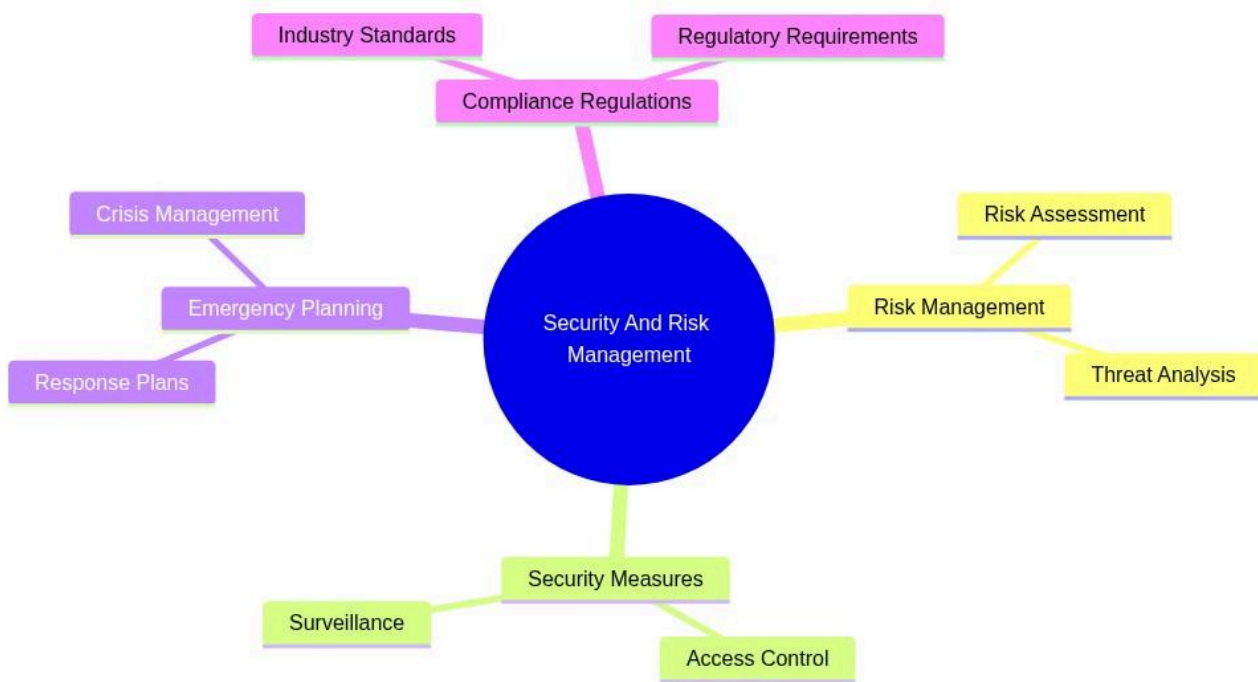 Industry Standards
Regulatory Requirements
Compliance Regulations
Crisis Management
Risk Assessment
Emergency Planning
Risk Management
Security And Risk
Management
Response Plans
Threat Analysis
Security Measures
Surveillance
Access Control